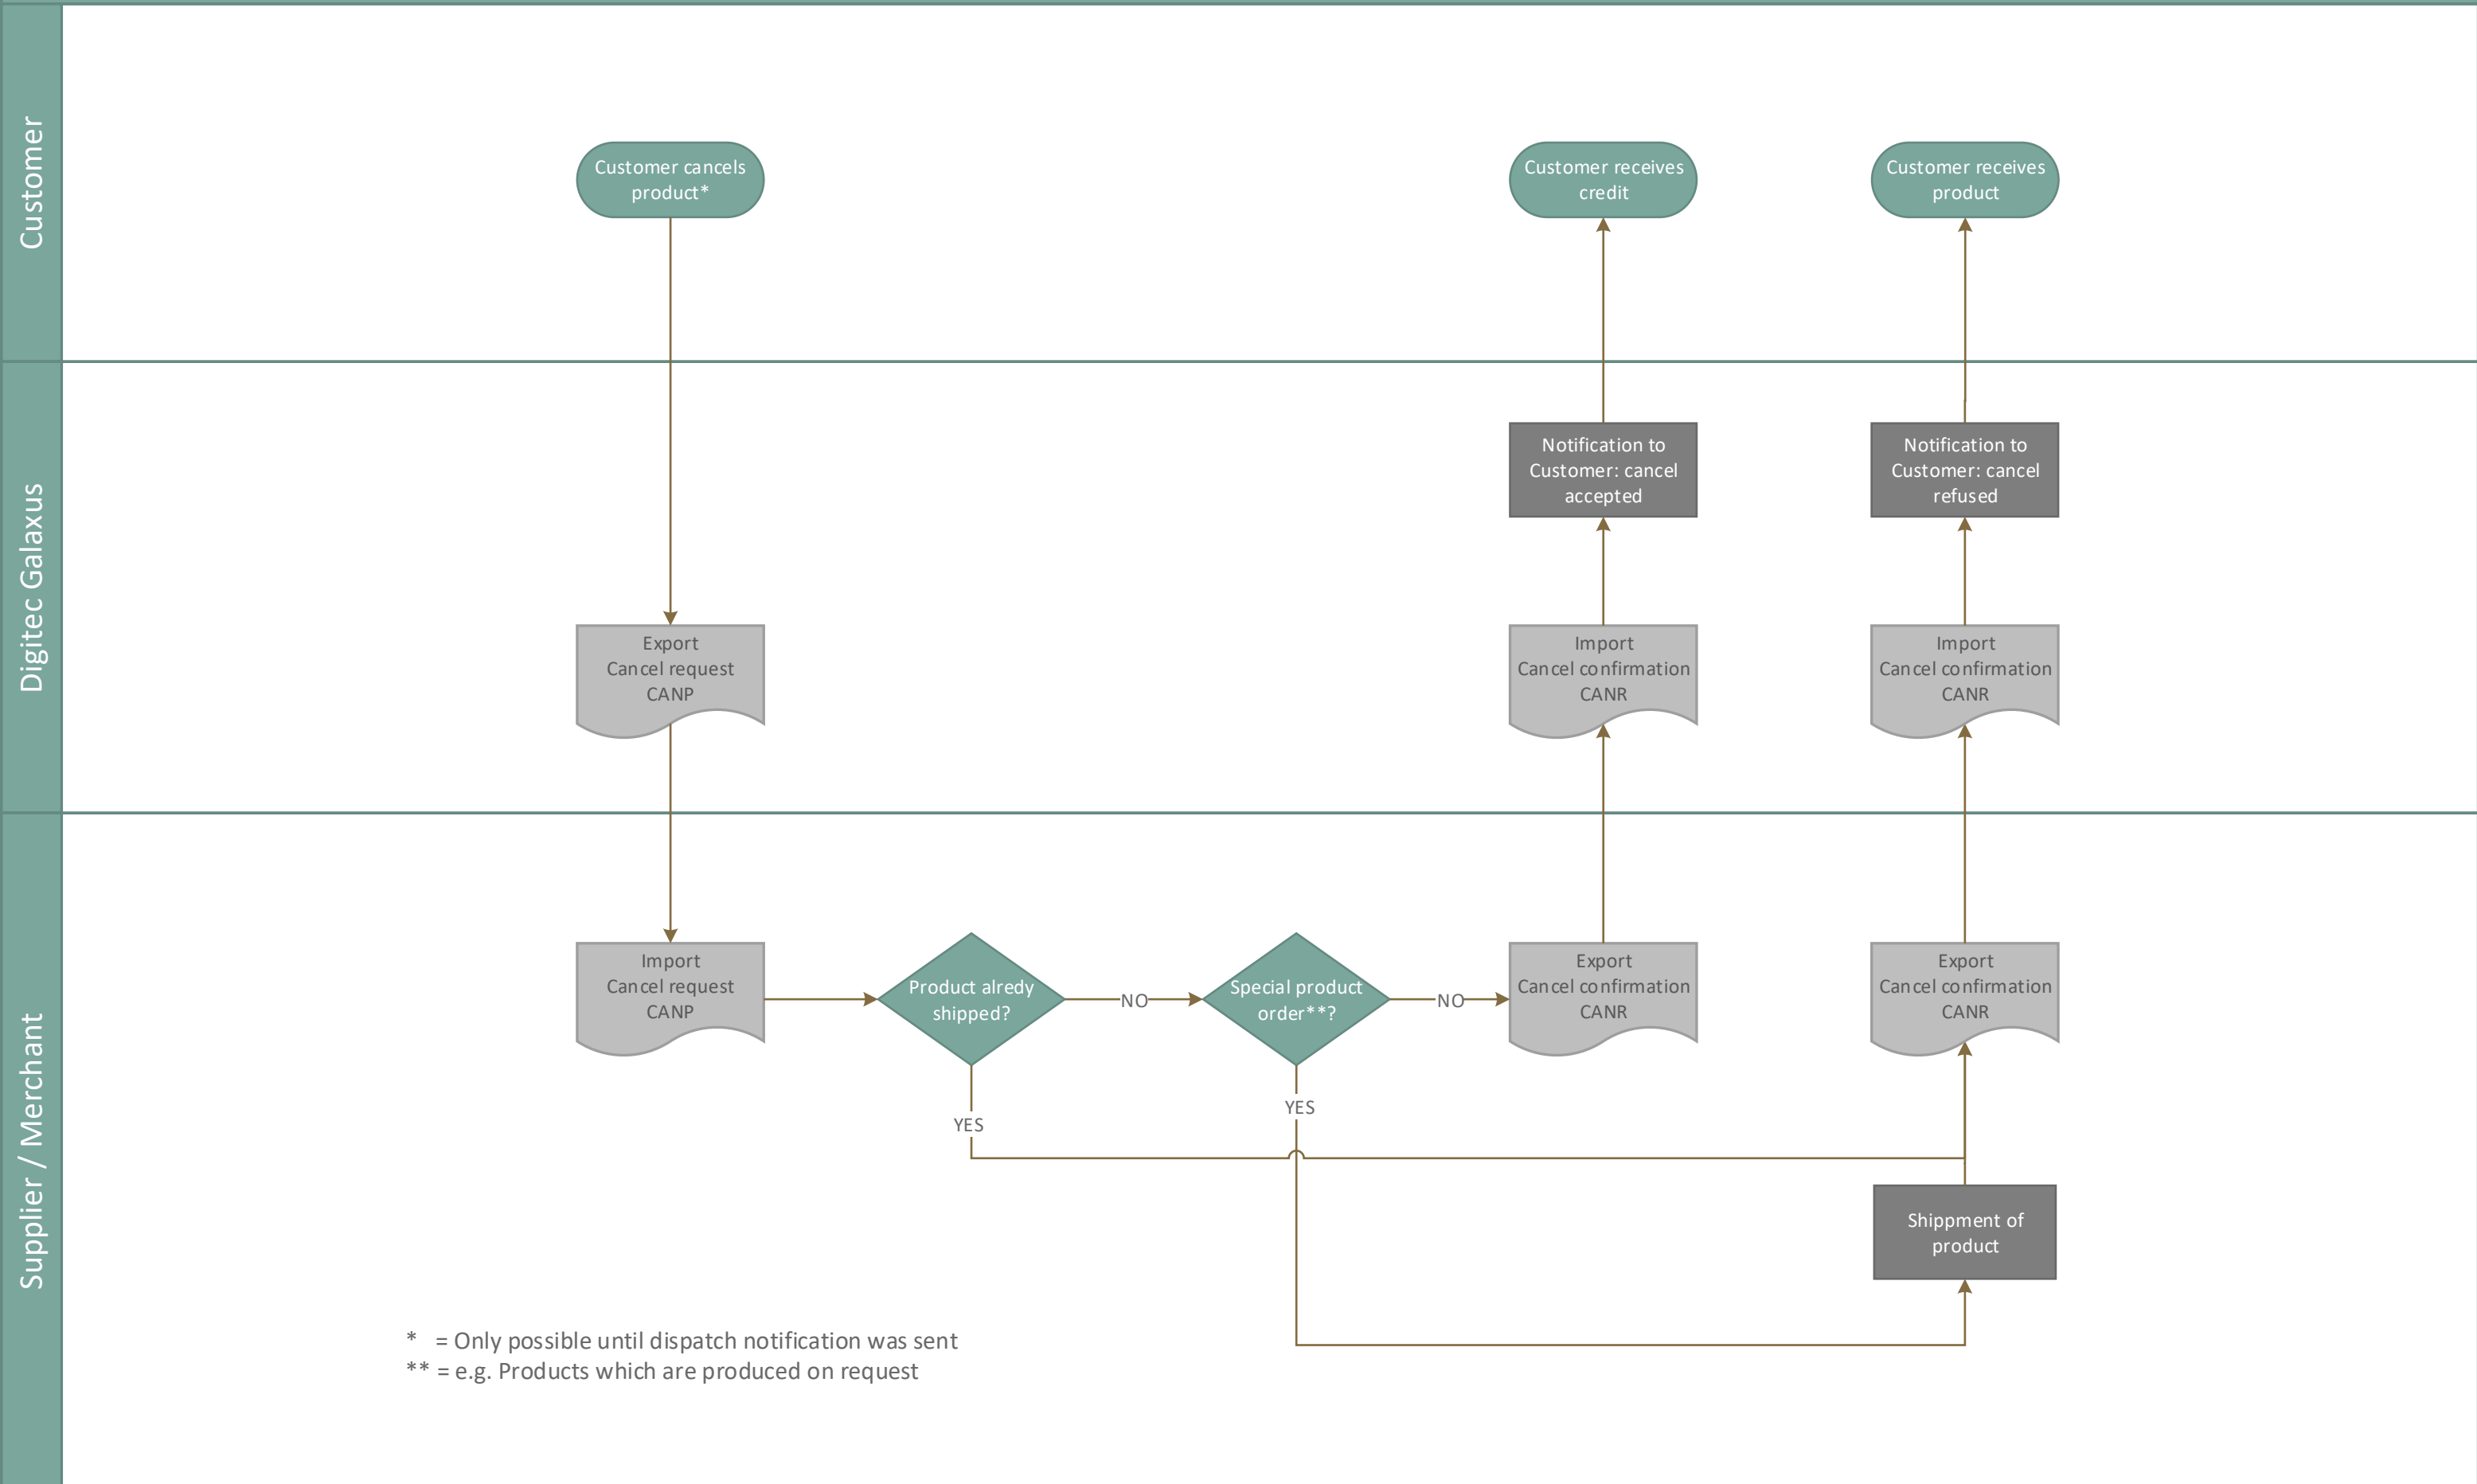 Customer
Customer cancels
product*
Customer receives
credit
Customer receives
product
Digitec Galaxus
Notification to
Customer: cancel
accepted
Notification to
Customer: cancel
refused
Export
Cancel request
CANP
Import
Cancel confirmation
CANR
Import
Cancel confirmation
CANR
Supplier / Merchant
Import
Cancel request
CANP
Product alredy
shipped?
NO
Special product
order**?
NO
Export
Cancel confirmation
CANR
Export
Cancel confirmation
CANR
YES
YES
Shippment of
product
* = Only possible until dispatch notification was sent
** = e.g. Products which are produced on request